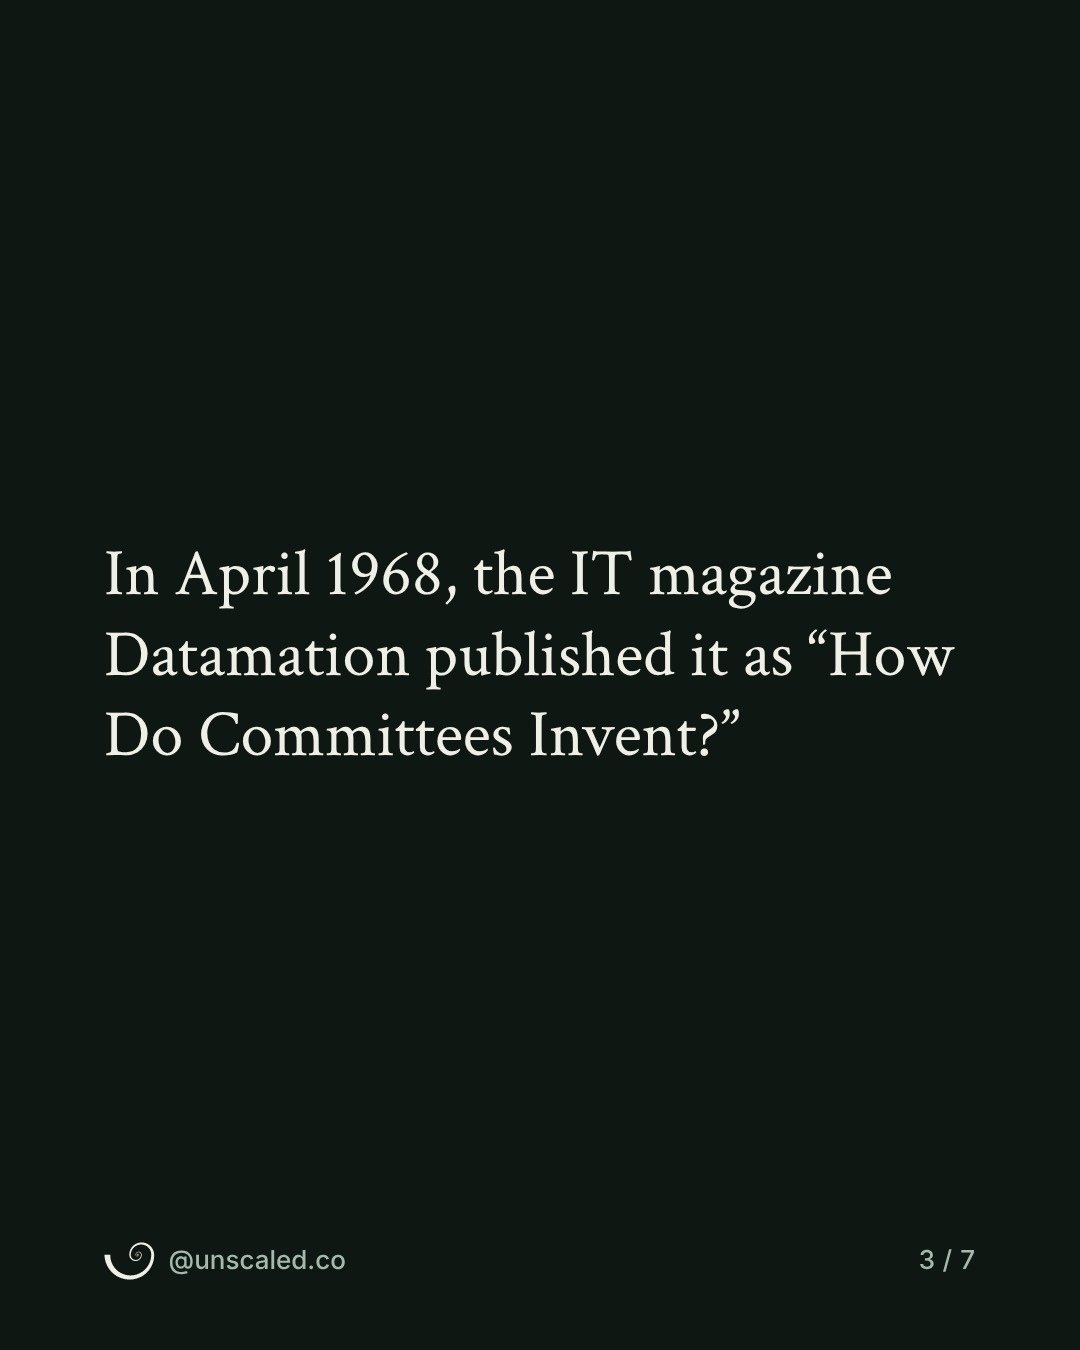 In April 1968, the IT magazine
Datamation published it as “How
Do Committees Invent?”
@unscaled.co
3 / 7